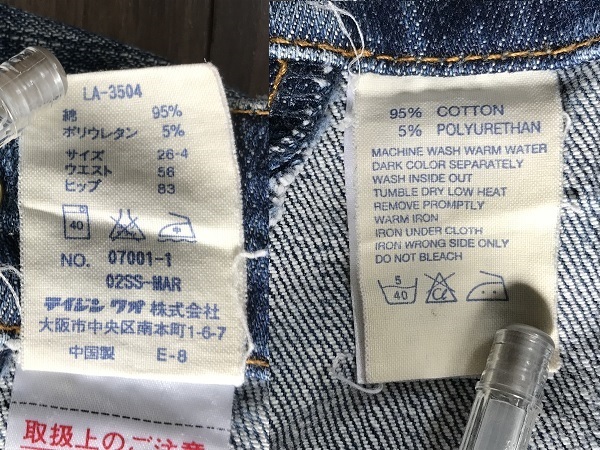 LA-3504
綿 95%
ポリウレタン 5%
サイズ 26-4
ウエスト 56
ヒップ 83
40
中
NO. 07001-1
02SS-MAR
テイジン ワオ 株式会社
大阪市中央区南本町1-6-7
中国製 E-8
取扱上のご注意
95% COTTON
5% POLYURETHAN
MACHINE WASH WARM WATER
DARK COLOR SEPARATELY
WASH INSIDE OUT
TUMBLE DRY LOW HEAT
REMOVE PROMPTLY
WARM IRON
IRON UNDER CLOTH
IRON WRONG SIDE ONLY
DO NOT BLEACH
5
40